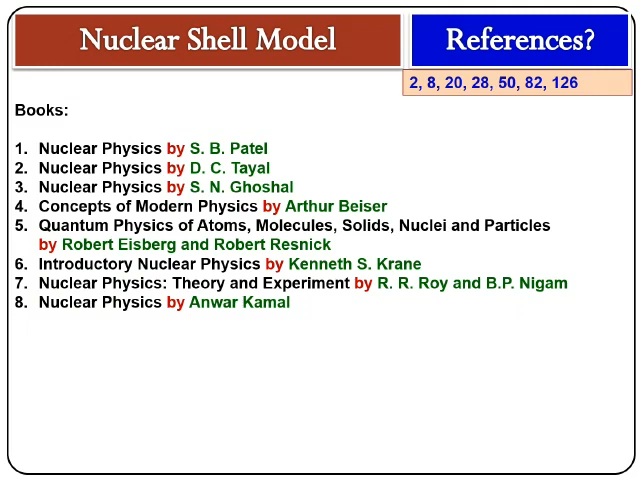 Nuclear Shell Model
References?
2, 8, 20, 28, 50, 82, 126
Books:
1. Nuclear Physics by S. B. Patel
2. Nuclear Physics by D. C. Tayal
3. Nuclear Physics by S. N. Ghoshal
4. Concepts of Modern Physics by Arthur Beiser
5. Quantum Physics of Atoms, Molecules, Solids, Nuclei and Particles
by Robert Eisberg and Robert Resnick
6. Introductory Nuclear Physics by Kenneth S. Krane
7. Nuclear Physics: Theory and Experiment by R. R. Roy and B.P. Nigam
8. Nuclear Physics by Anwar Kamal